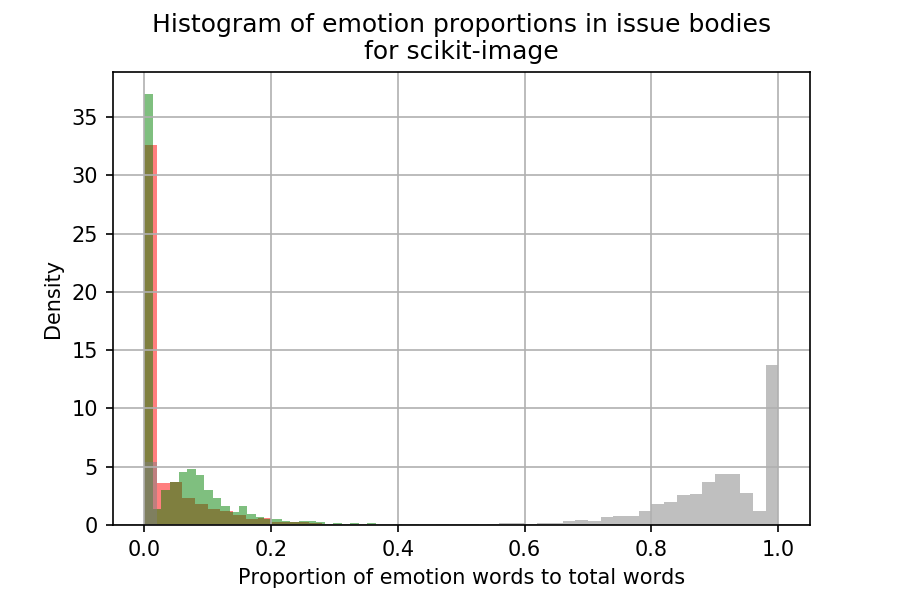 Histogram of emotion proportions in issue bodies
for scikit-image
Density
35
30
25
20
15
10
5
0
0.0 0.2 0.4 0.6 0.8 1.0
Proportion of emotion words to total words